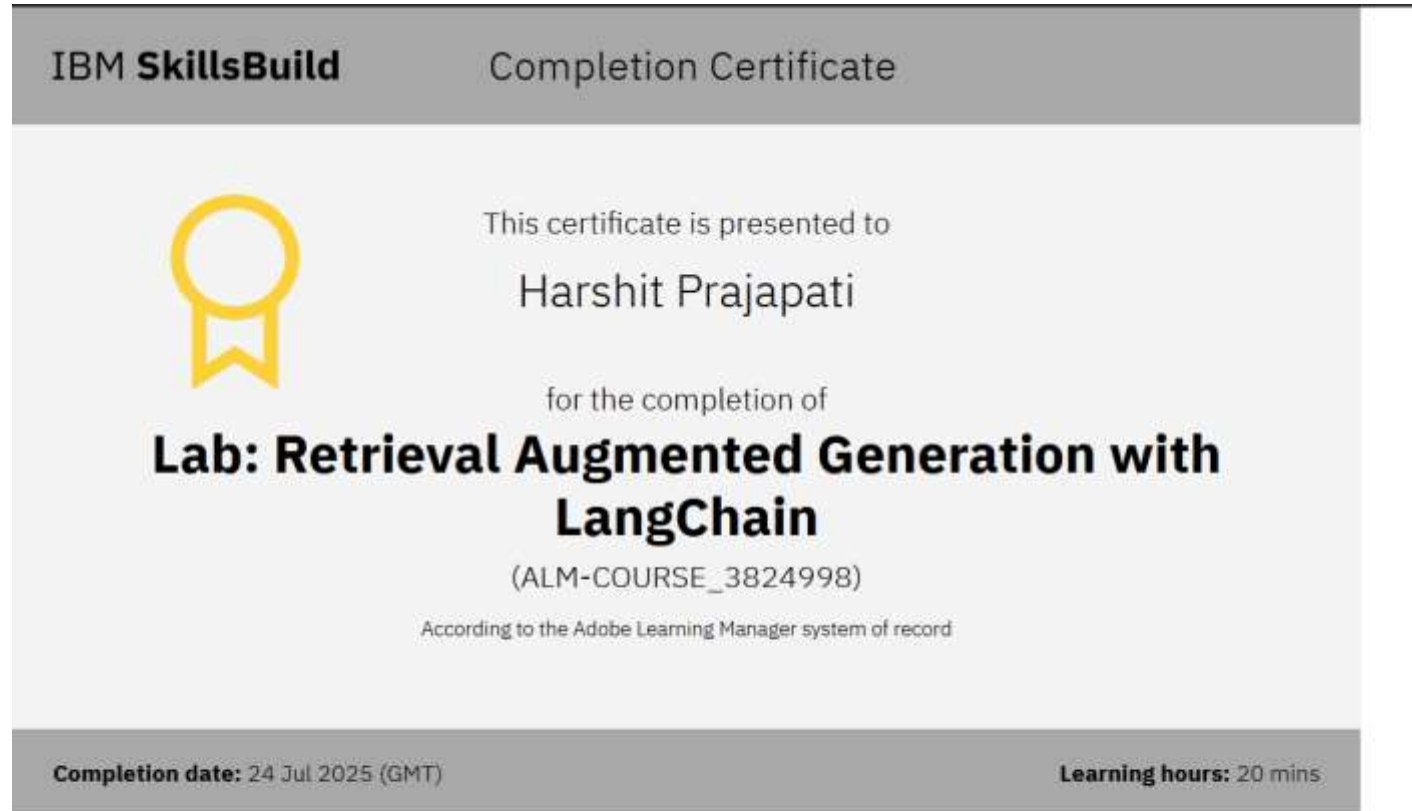 IBM SkillsBuild
Completion Certificate
This certificate is presented to
Harshit Prajapati
for the completion of
Lab: Retrieval Augmented Generation with
LangChain
(ALM-COURSE_3824998)
According to the Adobe Learning Manager system of record
Completion date: 24 Jul 2025 (GMT)
Learning hours: 20 mins